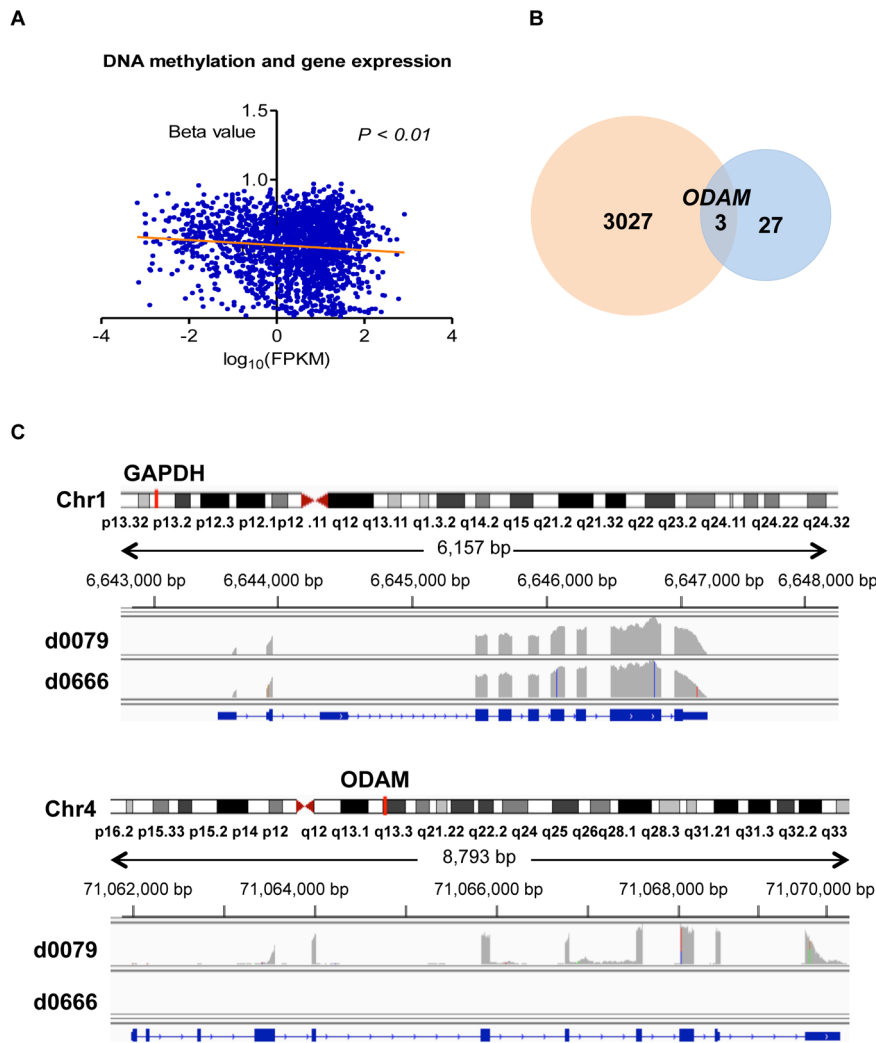 A
B
DNA methylation and gene expression
1.5
Beta value
P < 0.01
1.0
-4 -2 0 2 4
log10(FPKM)
ODAM
3027 3 27
C
GAPDH
Chr1
p13.32 p13.2 p12.3 p12.1p12 .11 q12 q13.11 q1.3.2 q14.2 q15 q21.2 q21.32 q22 q23.2 q24.11 q24.22 q24.32
6,157 bp
6,643,000 bp 6,644,000 bp 6,645,000 bp 6,646,000 bp 6,647,000 bp 6,648,000 bp
d0079
d0666
ODAM
Chr4
p16.2 p15.33 p15.2 p14 p12 q12 q13.1 q13.3 q21.22 q22.2 q24 q25 q26q28.1 q28.3 q31.21 q31.3 q32.2 q33
8,793 bp
71,062,000 bp 71,064,000 bp 71,066,000 bp 71,068,000 bp 71,070,000 bp
d0079
d0666